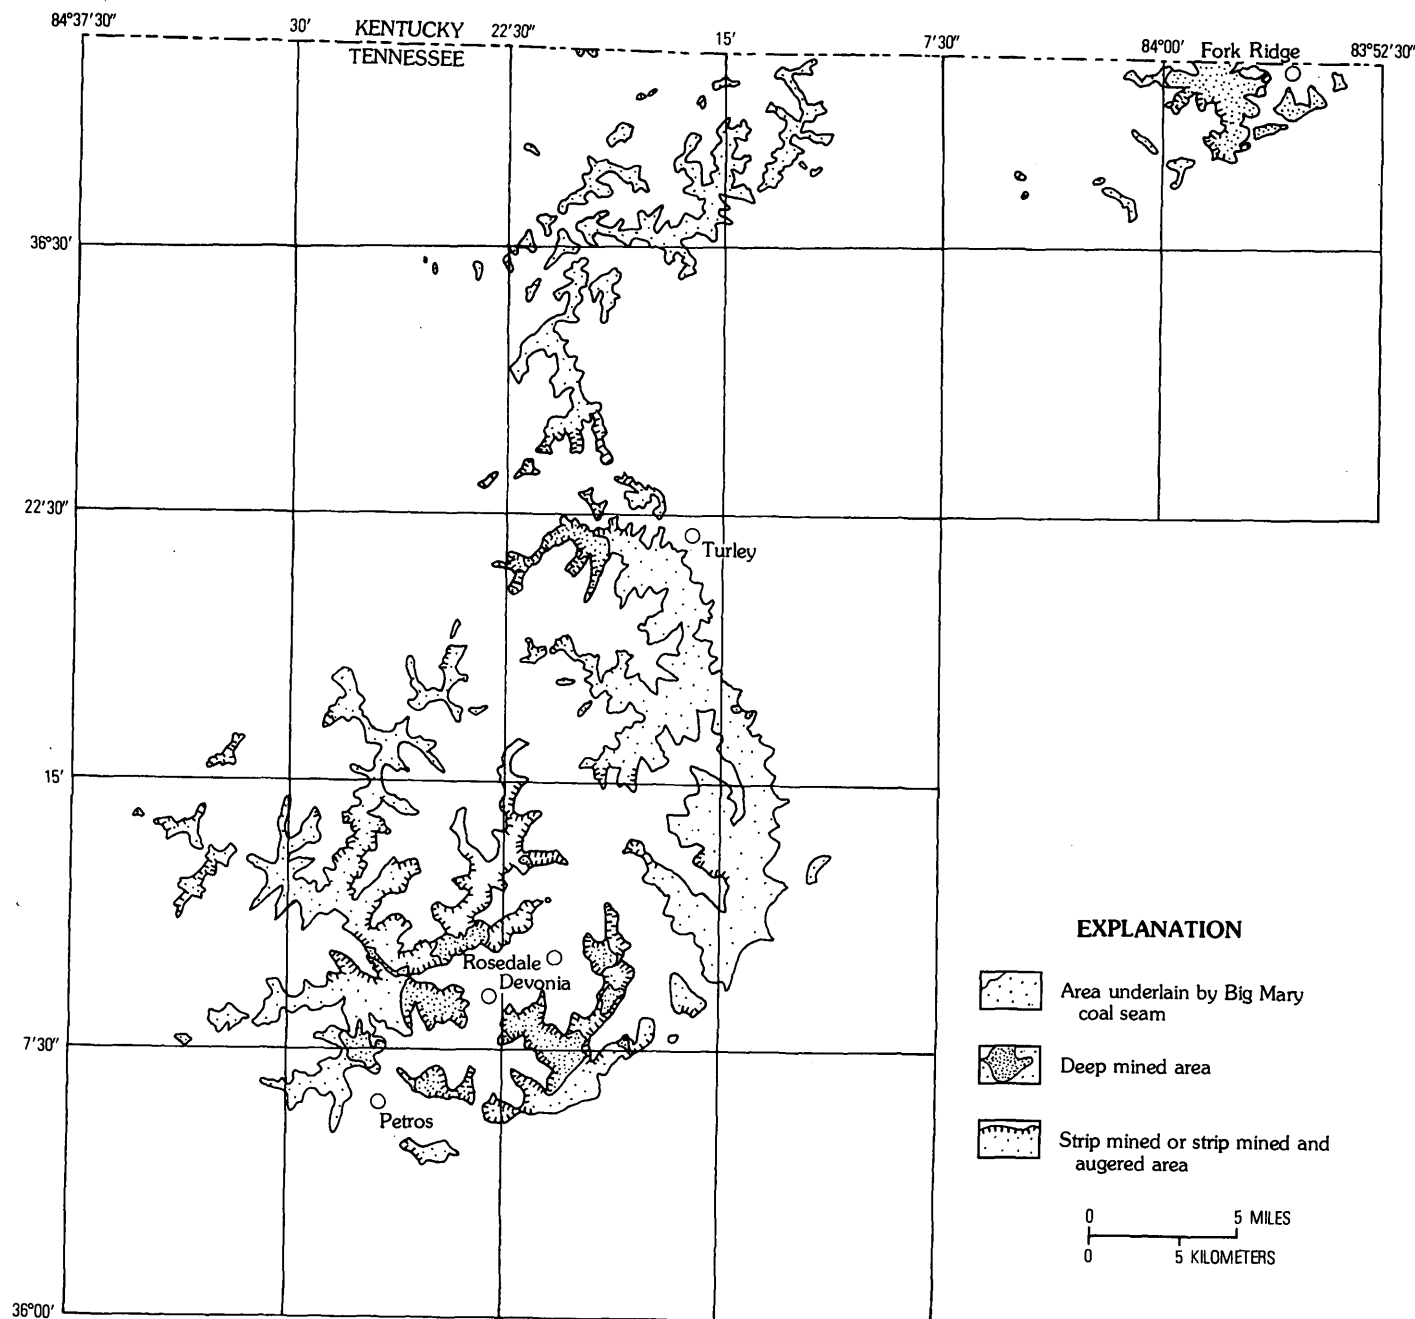 84°37'30"
30'
KENTUCKY
TENNESSEE
22'30"
15'
7'30"
84°00'
Fork Ridge
83°52'30"
36°30'
22'30"
Turley
15'
Rosedale
Devonia
7'30"
Petros
36°00'
EXPLANATION
Area underlain by Big Mary
coal seam
Deep mined area
Strip mined or strip mined and
augered area
0 5 MILES
0 5 KILOMETERS